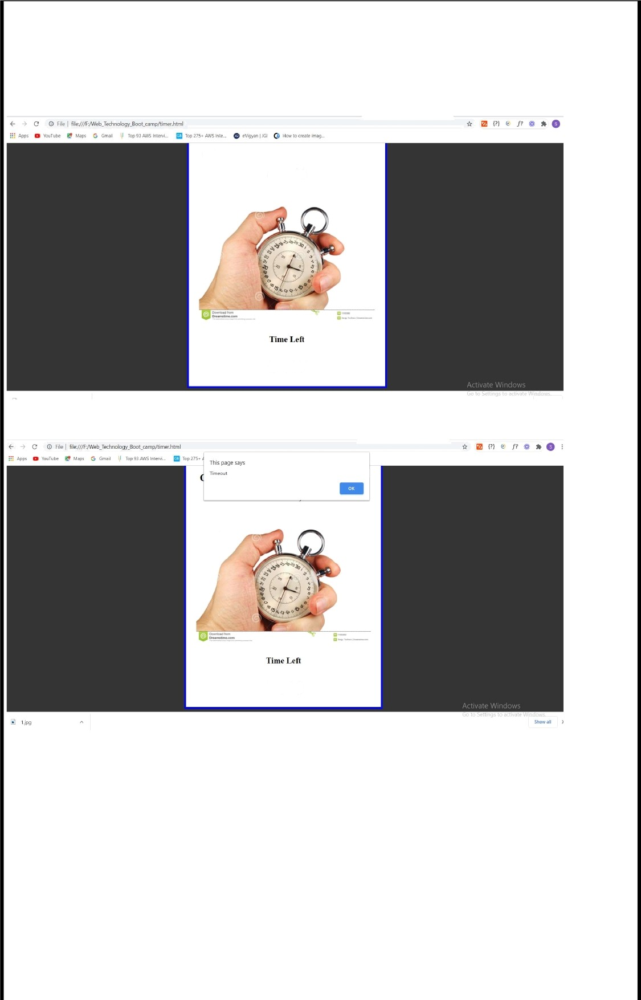 File | file:///F:/Web_Technology_Boot_camp/timer.html
Apps YouTube Maps Gmail Top 93 AWS Intervi... Top 275+ AWS Inte... eVigyan | JGI How to create imag...
Download from
Dreamstime.com
Time Left
Activate Windows
Go to Settings to activate Windows.
File | file:///F:/Web_Technology_Boot_camp/timer.html
Apps YouTube Maps Gmail Top 93 AWS Intervi... Top 275+
This page says
Timeout
OK
Download from
Dreamstime.com
Time Left
Activate Windows
Go to Settings to activate Windows.
1.jpg Show all